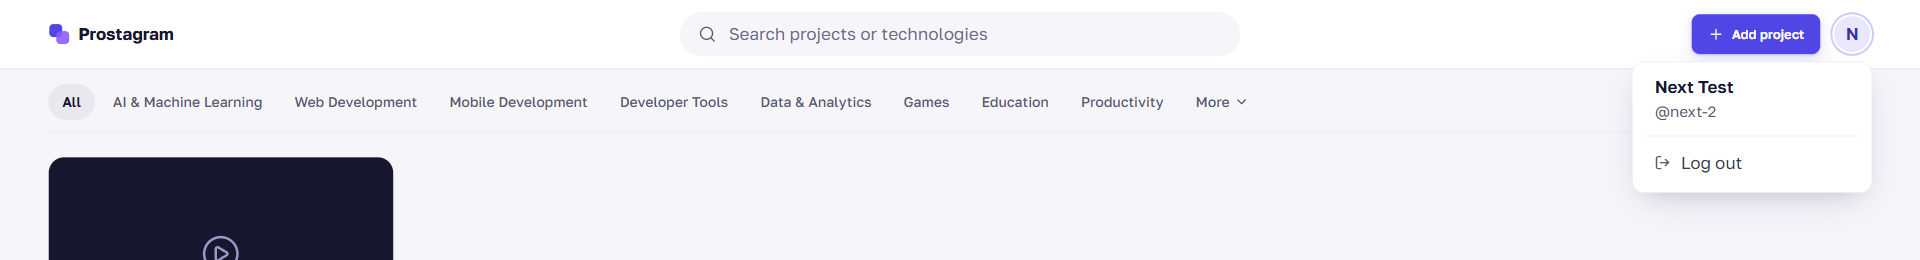 Prostagram
Search projects or technologies
Add project
N
All
AI & Machine Learning
Web Development
Mobile Development
Developer Tools
Data & Analytics
Games
Education
Productivity
More
Next Test
@next-2
Log out